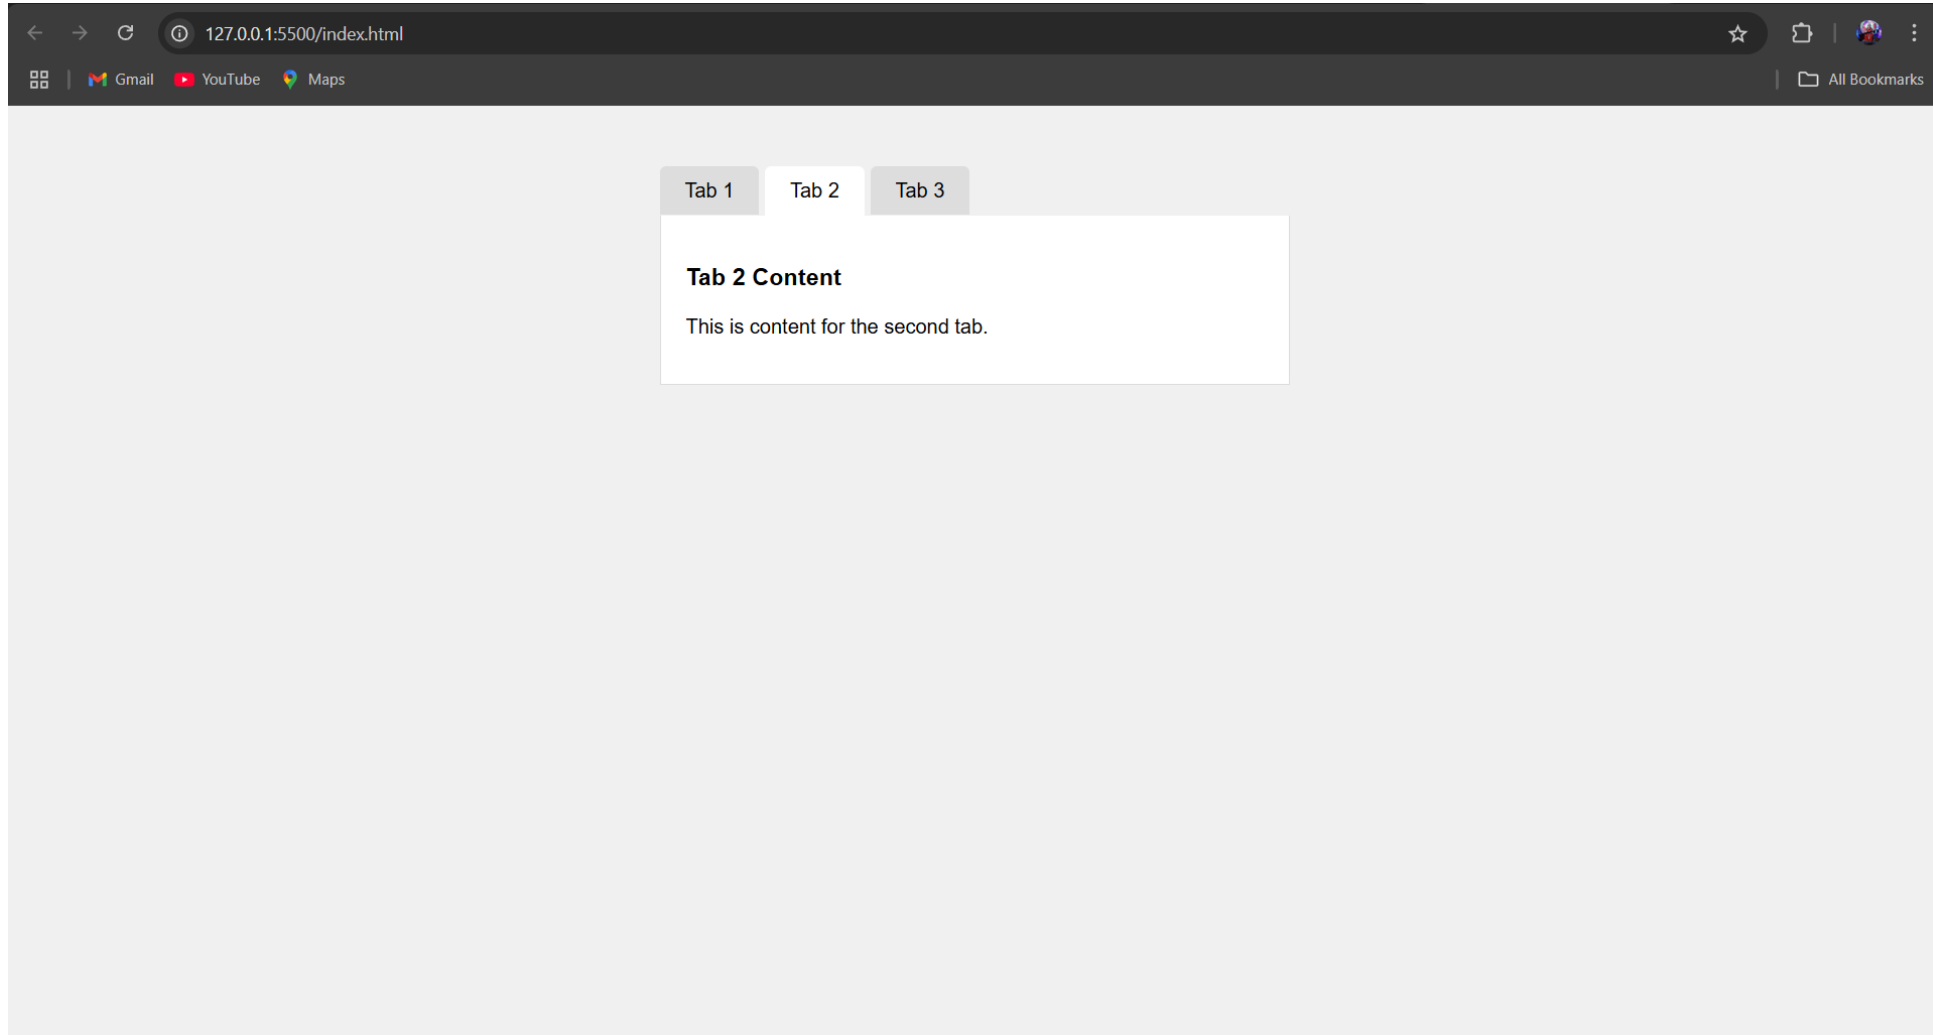 127.0.0.1:5500/index.html
Gmail YouTube Maps All Bookmarks
Tab 1 Tab 2 Tab 3
Tab 2 Content
This is content for the second tab.